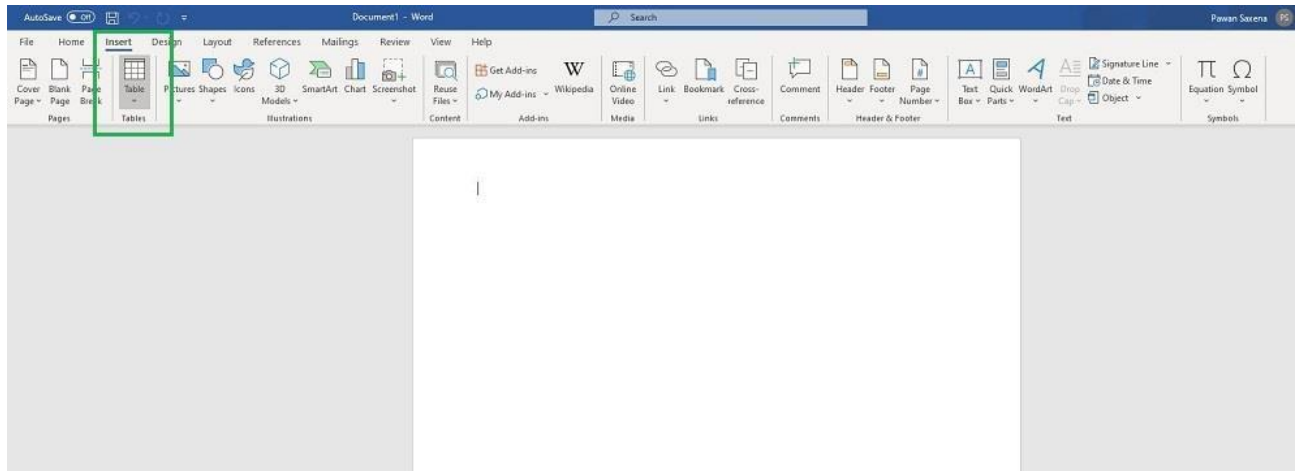 AutoSave Off Document1 - Word Search Pawan Saxena PS
File Home Insert Design Layout References Mailings Review View Help
Cover Page
Blank Page
Page Break
Pages
Table
Tables
Pictures
Shapes
Icons
3D Models
SmartArt
Chart
Screenshot
Illustrations
Reuse Files
Content
Get Add-ins
My Add-ins
W
Wikipedia
Add-ins
Online Video
Media
Link
Bookmark
Cross-reference
Links
Comment
Comments
Header
Footer
Page Number
Header & Footer
Text Box
Quick Parts
WordArt
Drop Cap
Signature Line
Date & Time
Object
Text
π Equation
Ω Symbol
Symbols